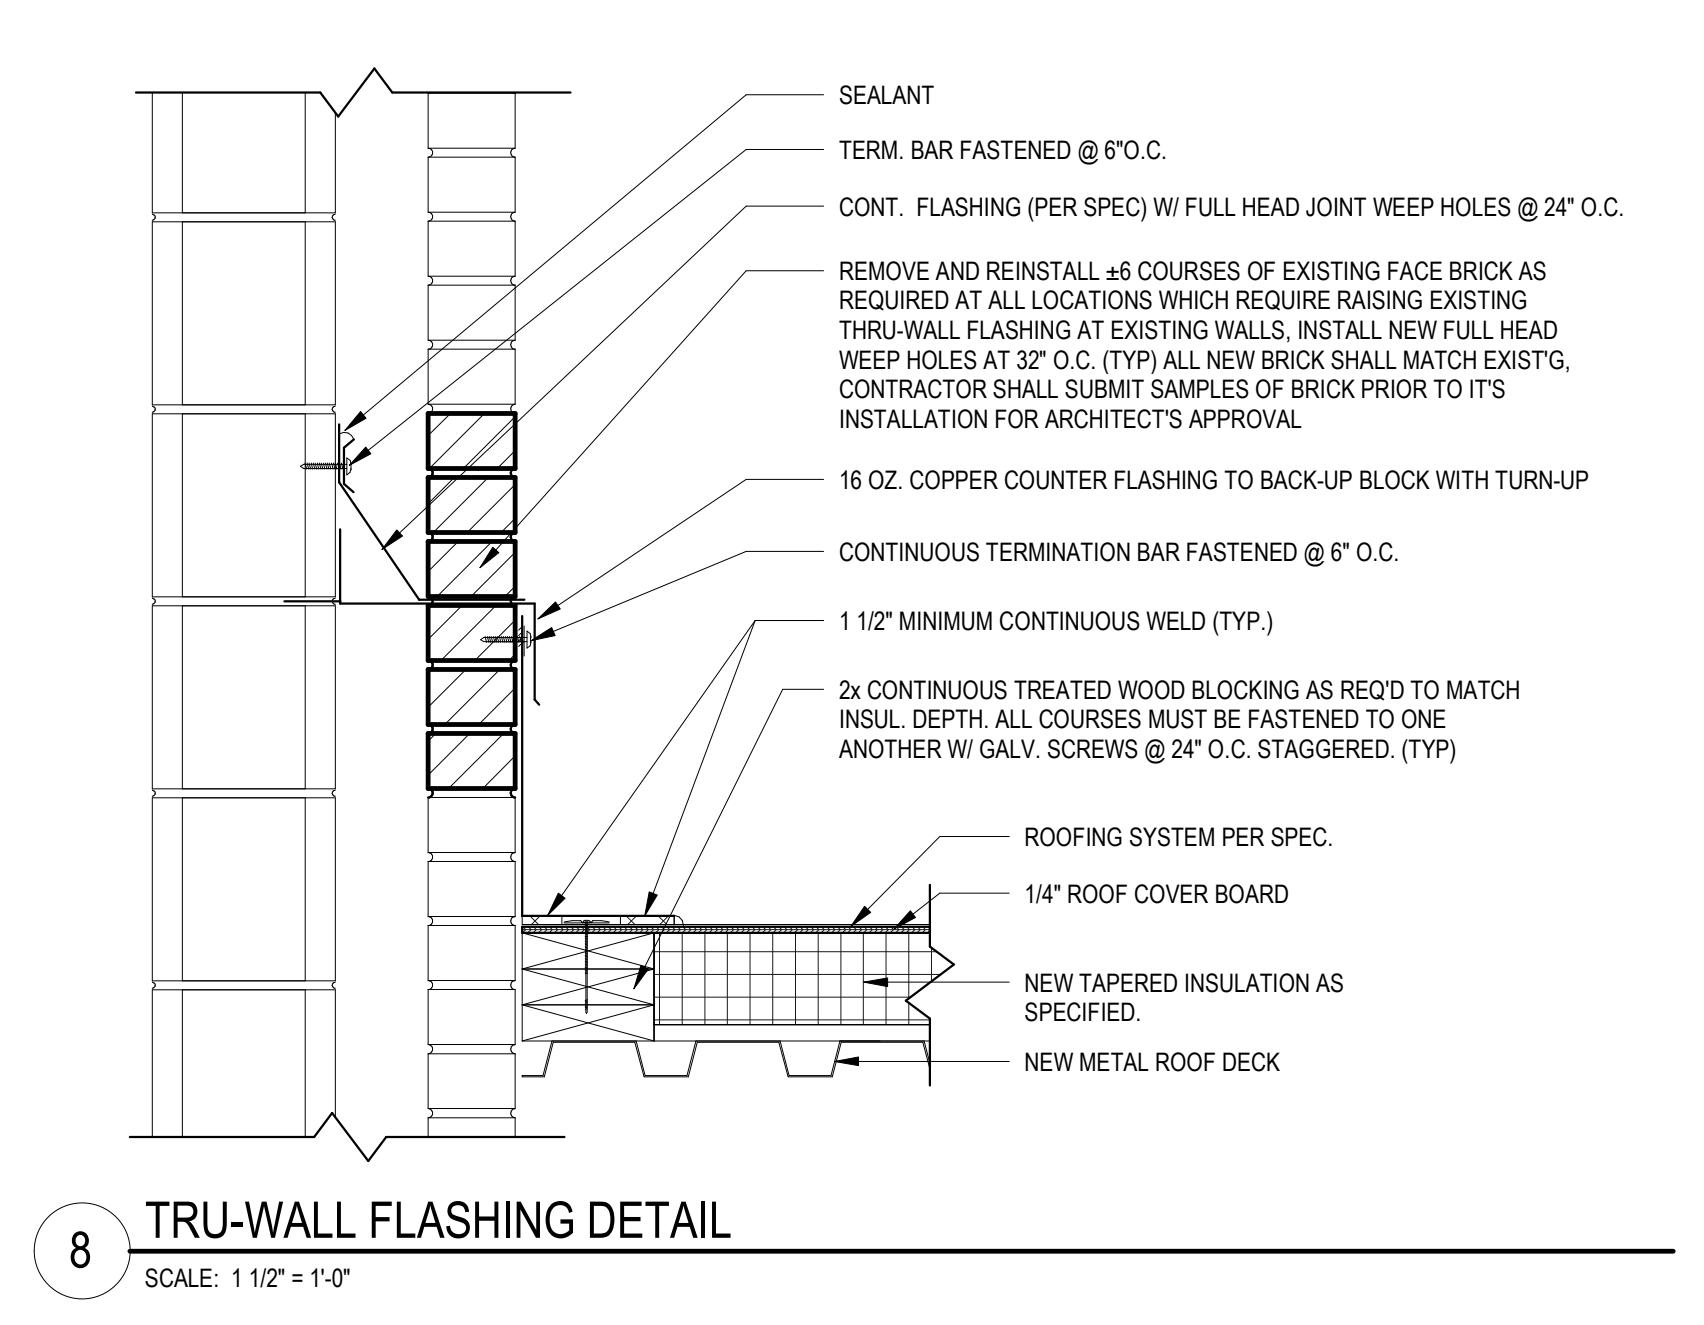 SEALANT
TERM. BAR FASTENED @ 6"O.C.
CONT. FLASHING (PER SPEC) W/ FULL HEAD JOINT WEEP HOLES @ 24" O.C.
REMOVE AND REINSTALL ±6 COURSES OF EXISTING FACE BRICK AS
REQUIRED AT ALL LOCATIONS WHICH REQUIRE RAISING EXISTING
THRU-WALL FLASHING AT EXISTING WALLS, INSTALL NEW FULL HEAD
WEEP HOLES AT 32" O.C. (TYP) ALL NEW BRICK SHALL MATCH EXIST'G,
CONTRACTOR SHALL SUBMIT SAMPLES OF BRICK PRIOR TO IT'S
INSTALLATION FOR ARCHITECT'S APPROVAL
16 OZ. COPPER COUNTER FLASHING TO BACK-UP BLOCK WITH TURN-UP
CONTINUOUS TERMINATION BAR FASTENED @ 6" O.C.
1 1/2" MINIMUM CONTINUOUS WELD (TYP.)
2x CONTINUOUS TREATED WOOD BLOCKING AS REQ'D TO MATCH
INSUL. DEPTH. ALL COURSES MUST BE FASTENED TO ONE
ANOTHER W/ GALV. SCREWS @ 24" O.C. STAGGERED. (TYP)
ROOFING SYSTEM PER SPEC.
1/4" ROOF COVER BOARD
NEW TAPERED INSULATION AS
SPECIFIED.
NEW METAL ROOF DECK
8
TRU-WALL FLASHING DETAIL
SCALE: 1 1/2" = 1'-0"